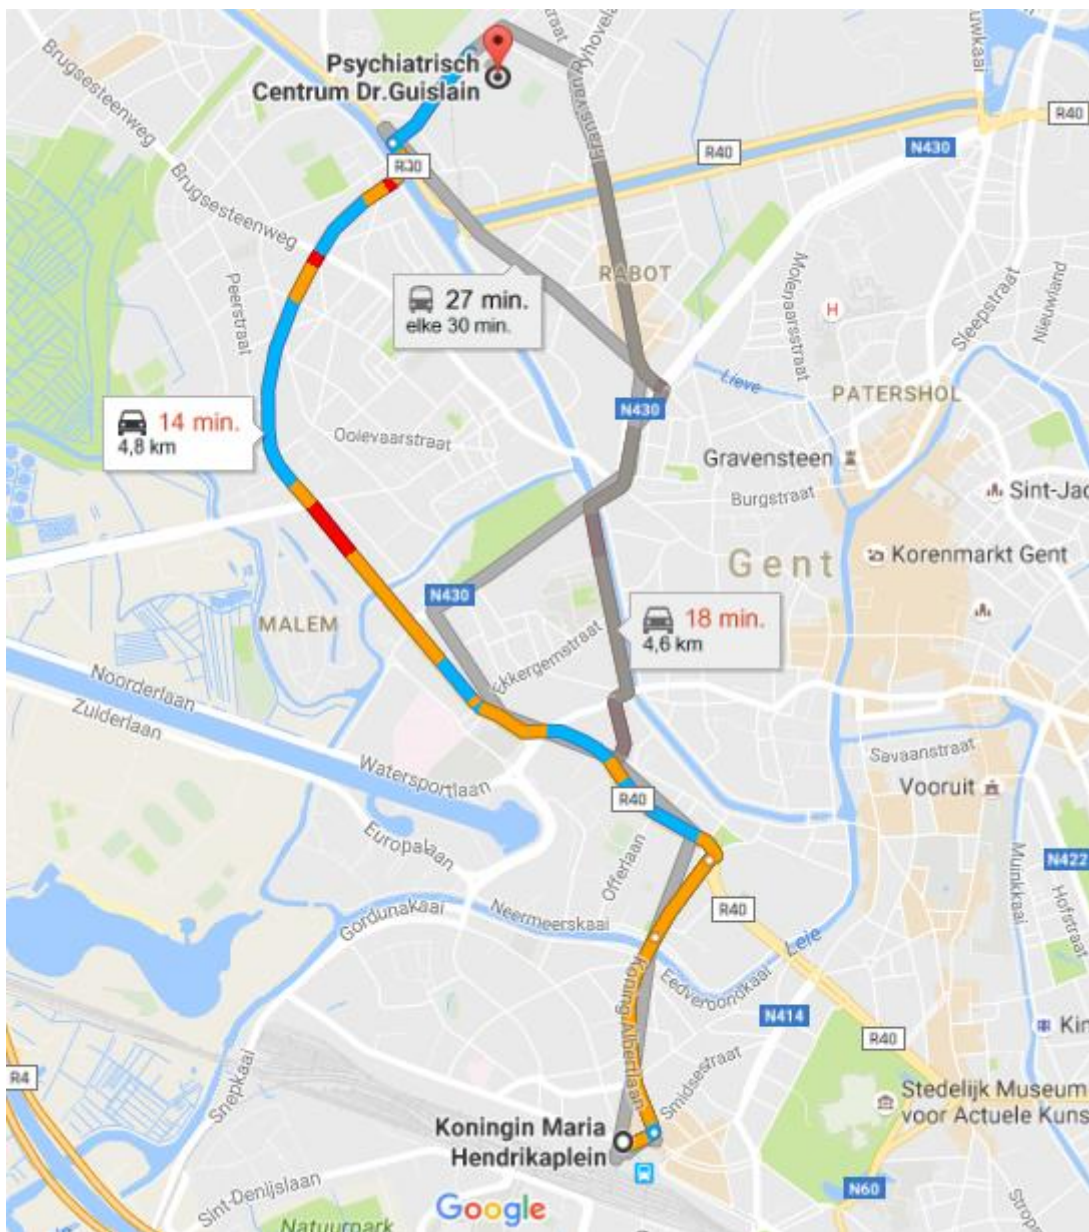 Brugsesteenweg
Psychiatrisch
Centrum Dr.Guislain
R40
N430
R40
Brugsesteenweg
RABOT
Molenaarsstraat
Sleepstraat
Nieuwland
Peerstraat
27 min.
elke 30 min.
H
Lieve
PATERSHOL
14 min.
4,8 km
N430
Ooievaarstraat
Gravensteen
Burgstraat
Sint-Jac
Gent
Korenmarkt Gent
N430
MALEM
18 min.
4,6 km
Noorderlaan
Zuiderlaan
Savaanstraat
Watersportlaan
Vooruit
R40
Europalaan
Offerlaan
Muinkkaai
N422
Hofstraat
Gordunakaai
Neermeerskaai
R40
Leie
Koning Albertlaan
N414
R40
Kin
R4
Snepkaai
Smidsestraat
Stedelijk Museum
voor Actuele Kuns
Koningin Maria
Hendrikaplein
Sint-Denijslaan
Google
N60
Natuurpark